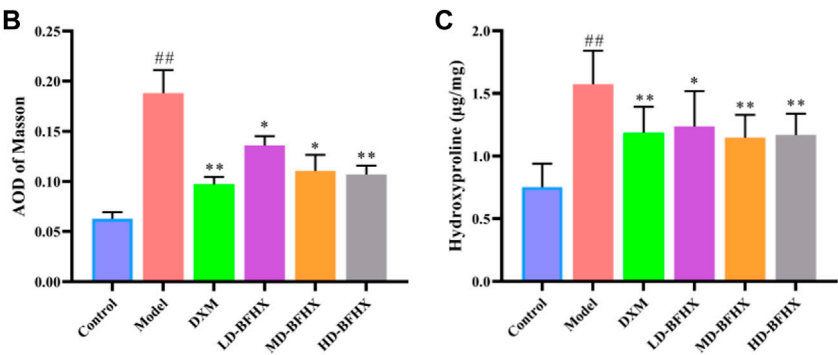 B
AOD of Masson
0.25
0.20
0.15
0.10
0.05
0.00
##
**
*
*
**
Control
Model
DXM
LD-BFHX
MD-BFHX
HD-BFHX
C
Hydroxyproline (μg/mg)
2.0
1.5
1.0
0.5
0.0
##
**
*
**
**
Control
Model
DXM
LD-BFHX
MD-BFHX
HD-BFHX